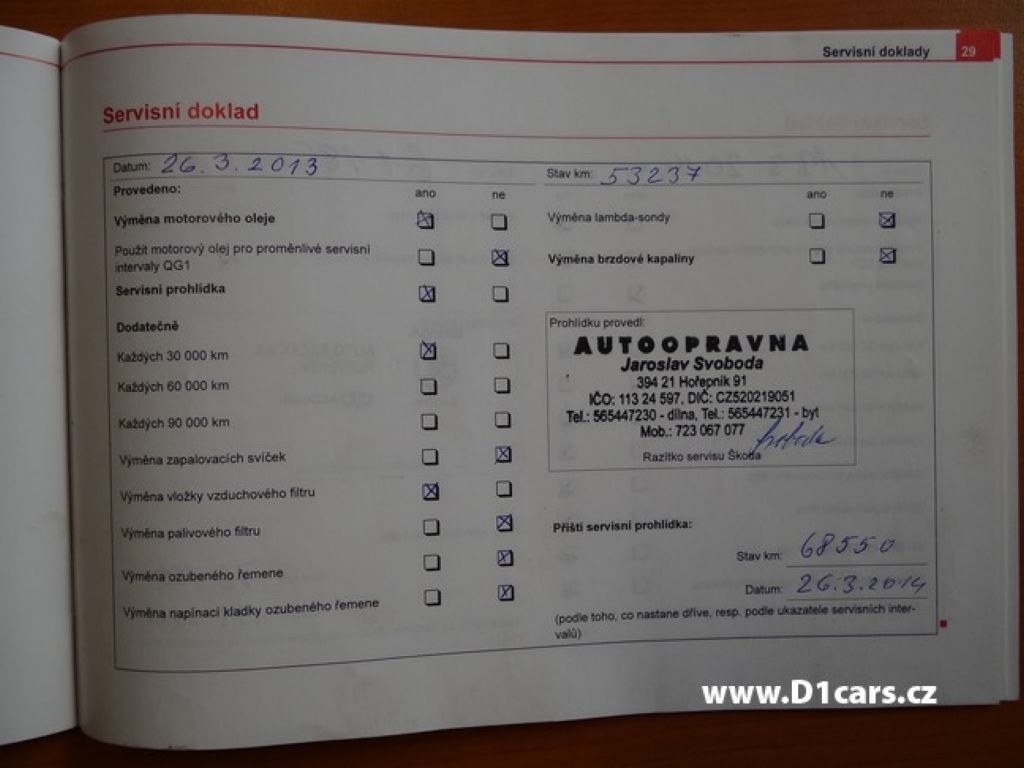 Servisní doklady 29
Servisní doklad
Datum: 26.3.2013
Provedeno:
ano ne
Výměna motorového oleje
Použit motorový olej pro proměnlivé servisní
intervaly QG1
Servisní prohlídka
Dodatečně
Každých 30 000 km
Každých 60 000 km
Každých 90 000 km
Výměna zapalovacích svíček
Výměna vložky vzduchového filtru
Výměna palivového filtru
Výměna ozubeného řemene
Výměna napínací kladky ozubeného řemene
Stav km: 53237
ano ne
Výměna lambda-sondy
Výměna brzdové kapaliny
Prohlídku provedl:
AUTOOPRAVNA
Jaroslav Svoboda
394 21 Hořepník 91
IČO: 113 24 597, DIČ: CZ520219051
Tel.: 565447230 - dílna, Tel.: 565447231 - byt
Mob.: 723 067 077
Svoboda
Razítko servisu Škoda
Příští servisní prohlídka:
Stav km: 68550
Datum: 26.3.2014
(podle toho, co nastane dříve, resp. podle ukazatele servisních inter-
valů)
www.D1cars.cz